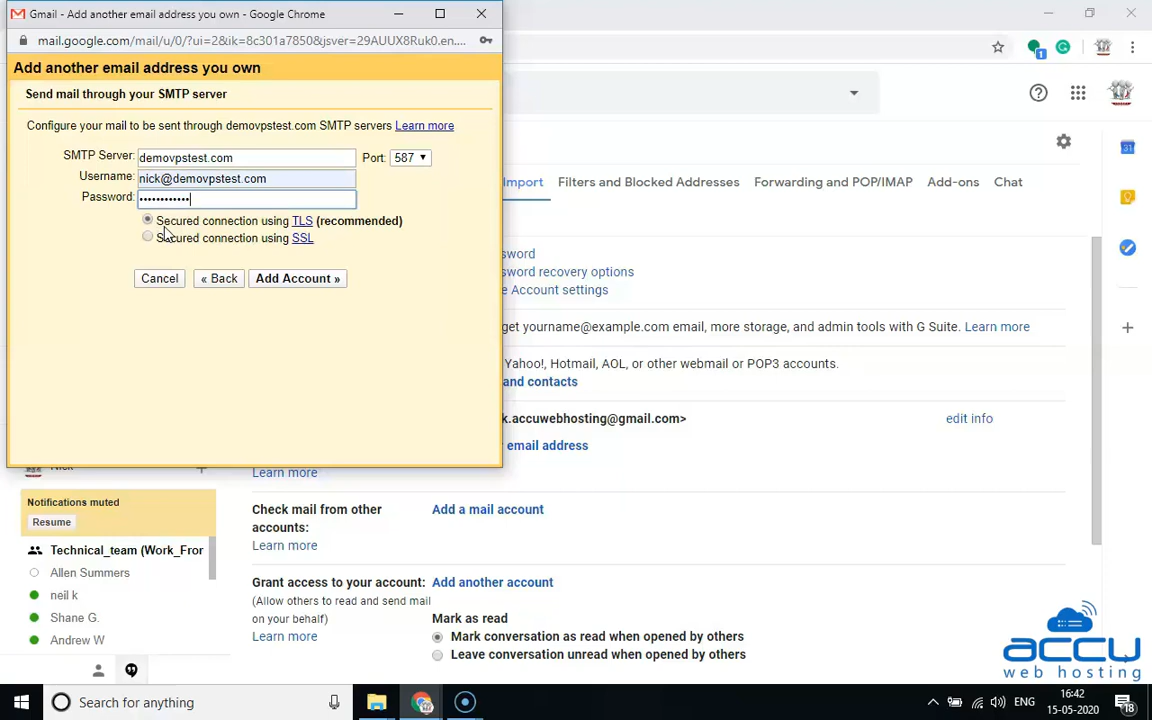 Gmail - Add another email address you own - Google Chrome
mail.google.com/mail/u/0/?ui=2&ik=8c301a7850&jsver=29AUUX8Ruk0.en....
Add another email address you own
Send mail through your SMTP server
Configure your mail to be sent through demovpstest.com SMTP servers Learn more
SMTP Server: demovpstest.com Port: 587
Username: nick@demovpstest.com
Password: ••••••••••••
Secured connection using TLS (recommended)
Secured connection using SSL
Cancel « Back Add Account »
1
31
Import Filters and Blocked Addresses Forwarding and POP/IMAP Add-ons Chat
sword
sword recovery options
e Account settings
get yourname@example.com email, more storage, and admin tools with G Suite. Learn more
Yahoo!, Hotmail, AOL, or other webmail or POP3 accounts.
and contacts
k.accuwebhosting@gmail.com> edit info
email address
Learn more
Check mail from other accounts:
Add a mail account
Learn more
Grant access to your account: Add another account
(Allow others to read and send mail
on your behalf)
Learn more
Mark as read
Mark conversation as read when opened by others
Leave conversation unread when opened by others
Notifications muted
Resume
Technical_team (Work_Fror
Allen Summers
neil k
Shane G.
Andrew W
accu
web hosting
Search for anything
ENG
16:42
15-05-2020
18